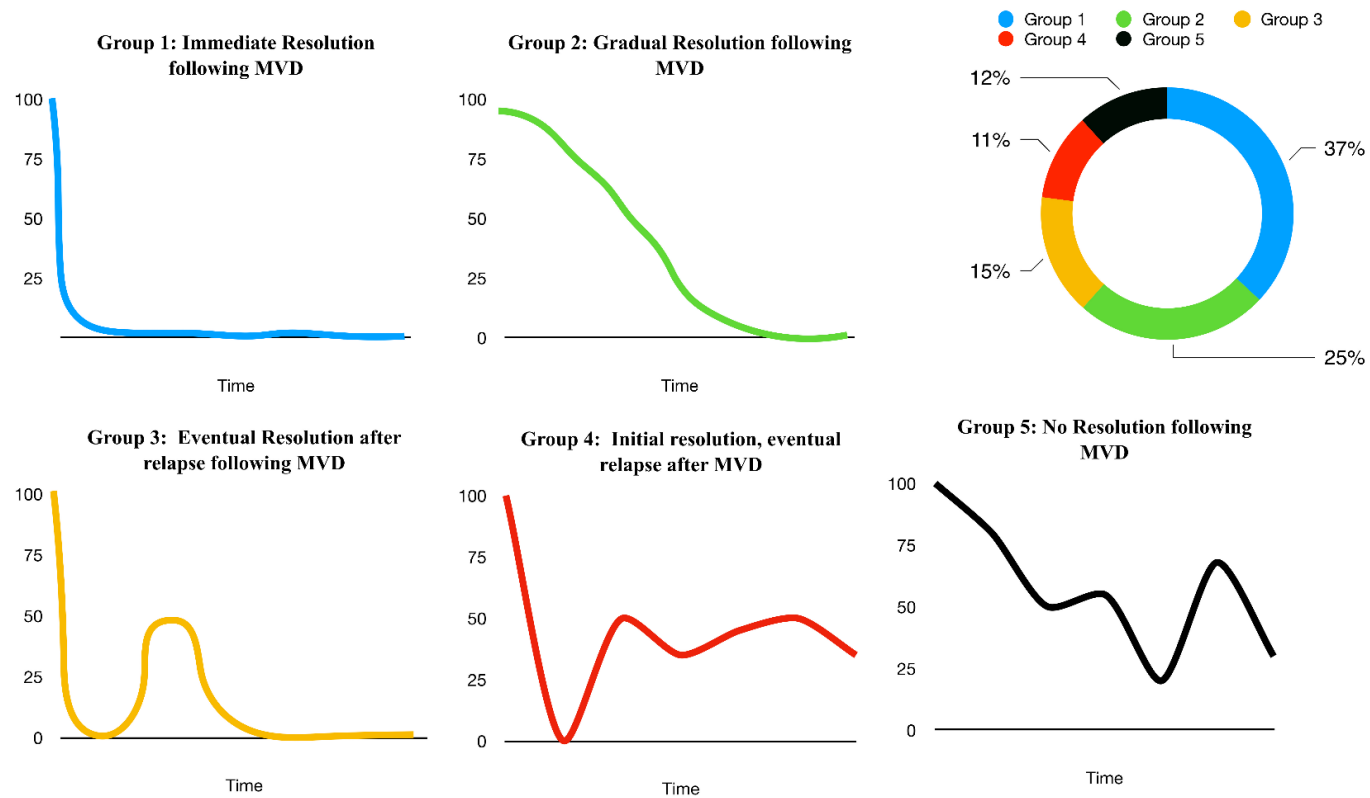 Group 1: Immediate Resolution
following MVD
100
75
50
25
0
Time
Group 2: Gradual Resolution following
MVD
100
75
50
25
0
Time
Group 1
Group 2
Group 3
Group 4
Group 5
12%
11%
37%
15%
25%
Group 3:  Eventual Resolution after
relapse following MVD
100
75
50
25
0
Time
Group 4:  Initial resolution, eventual
relapse after MVD
100
75
50
25
0
Time
Group 5: No Resolution following
MVD
100
75
50
25
0
Time